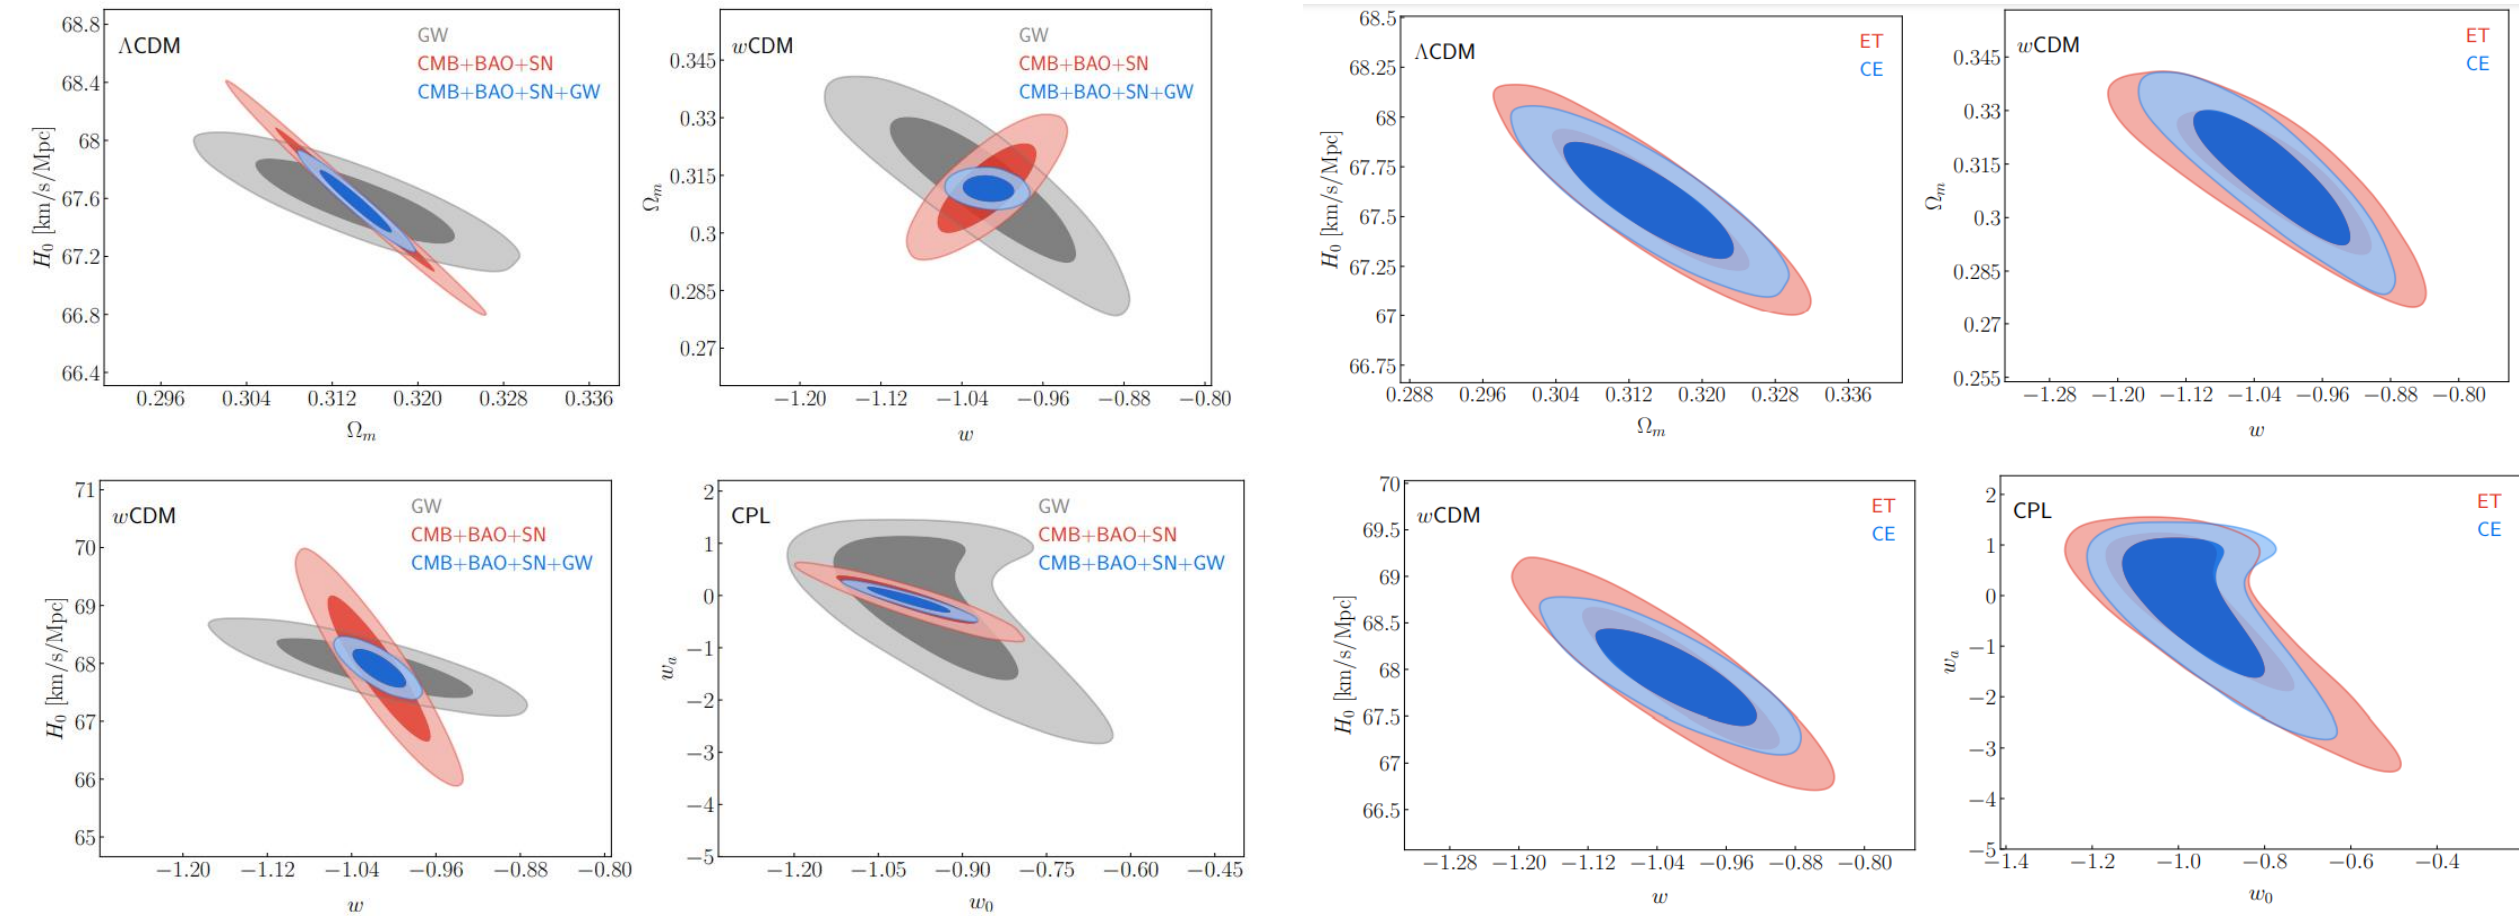 ΛCDM
GW
CMB+BAO+SN
CMB+BAO+SN+GW
68.8
68.4
68
67.6
67.2
66.8
66.4
H₀ [km/s/Mpc]
0.296 0.304 0.312 0.320 0.328 0.336
Ωₘ
wCDM
GW
CMB+BAO+SN
CMB+BAO+SN+GW
0.345
0.33
0.315
0.3
0.285
0.27
Ωₘ
−1.20 −1.12 −1.04 −0.96 −0.88 −0.80
w
ΛCDM
ET
CE
68.5
68.25
68
67.75
67.5
67.25
67
66.75
H₀ [km/s/Mpc]
0.288 0.296 0.304 0.312 0.320 0.328 0.336
Ωₘ
wCDM
ET
CE
0.345
0.33
0.315
0.3
0.285
0.27
0.255
Ωₘ
−1.28 −1.20 −1.12 −1.04 −0.96 −0.88 −0.80
w
wCDM
GW
CMB+BAO+SN
CMB+BAO+SN+GW
71
70
69
68
67
66
65
H₀ [km/s/Mpc]
−1.20 −1.12 −1.04 −0.96 −0.88 −0.80
w
CPL
GW
CMB+BAO+SN
CMB+BAO+SN+GW
2
1
0
−1
−2
−3
−4
−5
wₐ
−1.20 −1.05 −0.90 −0.75 −0.60 −0.45
w₀
wCDM
ET
CE
70
69.5
69
68.5
68
67.5
67
66.5
H₀ [km/s/Mpc]
−1.28 −1.20 −1.12 −1.04 −0.96 −0.88 −0.80
w
CPL
ET
CE
2
1
0
−1
−2
−3
−4
−5
wₐ
−1.4 −1.2 −1.0 −0.8 −0.6 −0.4
w₀